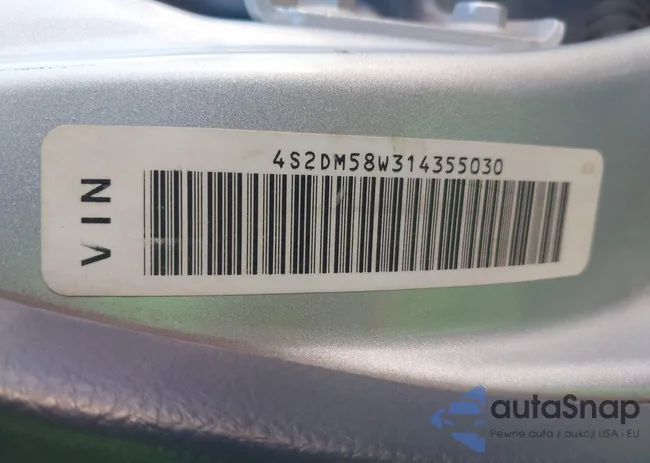 4S2DM58W314355030
VIN
autaSnap
Pewne auta z aukcji USA i EU